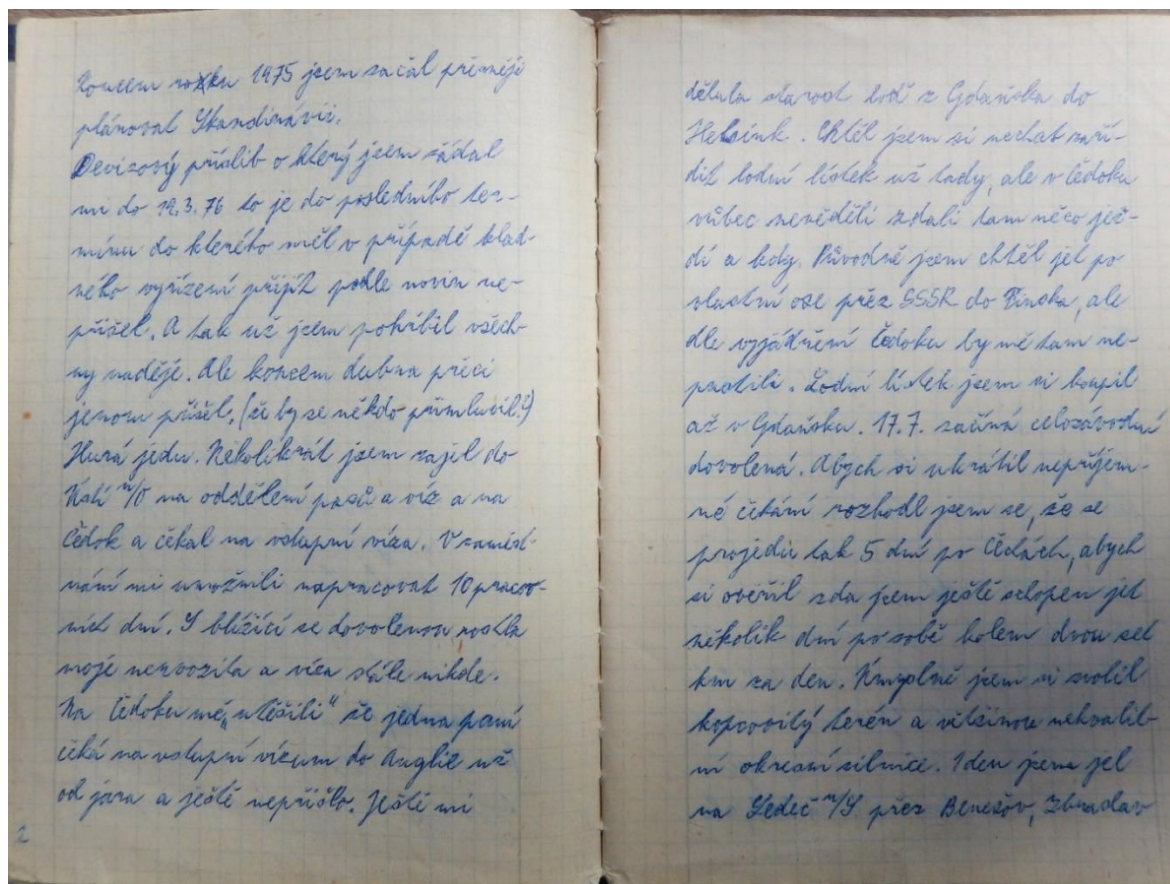 Koncem roku 1975 jsem začal přesněji
plánovat Skandinávii.
Devizový příslib o který jsem žádal
mi do 19.3.76 to je do posledního ter-
mínu do kterého měl v případě klad-
ného vyřízení přijít podle novin ne-
přišel. A tak už jsem pohřbil všech-
ny naděje. Ale koncem dubna přeci
jenom přišel. (že by se někdo přimluvil?)
Hurá jedu. Několikrát jsem zajel do
Ústí n/O na oddělení pasů a víz a na
Čedok a čekal na vstupní víza. V zaměst-
nání mi umožnili napracovat 10 pracov-
ních dní. S blížící se dovolenou rostla
moje nervozita a víza stále nikde.
Na Čedoku mě „utěšili" že jedna paní
čeká na vstupní vízum do Anglie už
od jara a ještě nepřišlo. Ještě mi
2
dělala starost loď z Gdaňska do
Helsink. Chtěl jsem si nechat zaří-
dit lodní lístek už tady, ale v Čedoku
vůbec nevěděli zdali tam něco jez-
dí a kdy. Původně jsem chtěl jet po
vlastní ose přez SSSR do Finska, ale
dle vyjádření Čedoku by mě tam ne-
pustili. Lodní lístek jsem si koupil
až v Gdaňsku. 17.7. začíná celozávodní
dovolená. Abych si ukrátil nepříjem-
né čekání rozhodl jsem se, že se
projedu tak 5 dní po Čechách, abych
si ověřil zda jsem ještě schopen jet
několik dní po sobě kolem dvou set
km za den. Úmyslně jsem si zvolil
kopcovitý terén a většinou nekvalit-
ní okresní silnice. 1 den jsem jel
na Ledeč n/S přez Benešov, Zbraslav